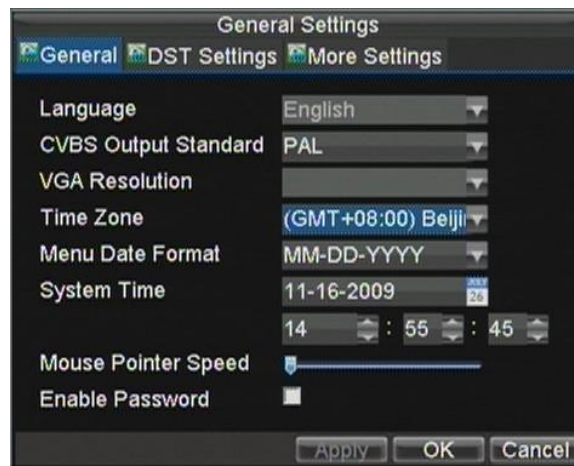 General Settings
General DST Settings More Settings
Language English
CVBS Output Standard PAL
VGA Resolution
Time Zone (GMT+08:00) Beiji
Menu Date Format MM-DD-YYYY
System Time 11-16-2009
JULY
26
14 : 55 : 45
Mouse Pointer Speed
Enable Password
Apply OK Cancel